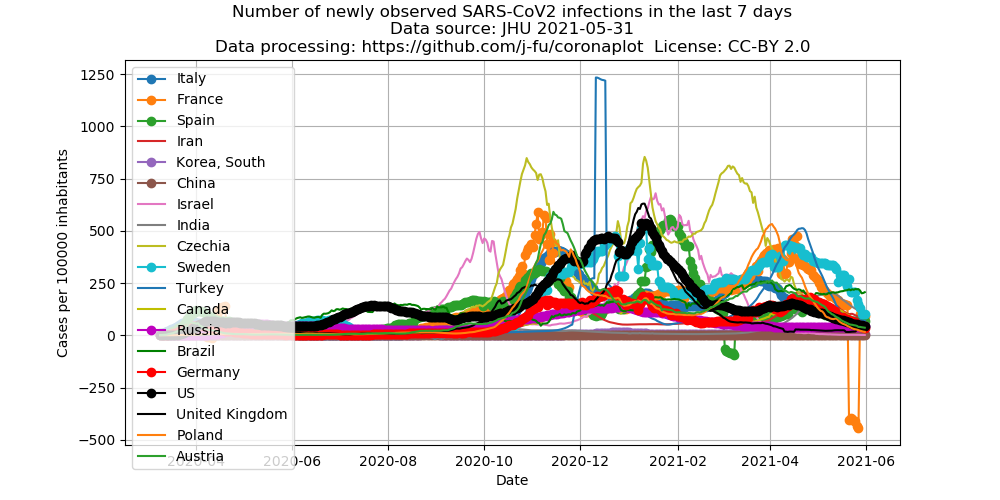 Number of newly observed SARS-CoV2 infections in the last 7 days
Data source: JHU 2021-05-31
Data processing: https://github.com/j-fu/coronaplot License: CC-BY 2.0
Cases per 100000 inhabitants
1250
1000
750
500
250
0
−250
−500
Italy
France
Spain
Iran
Korea, South
China
Israel
India
Czechia
Sweden
Turkey
Canada
Russia
Brazil
Germany
US
United Kingdom
Poland
Austria
2020-04 2020-06 2020-08 2020-10 2020-12 2021-02 2021-04 2021-06
Date